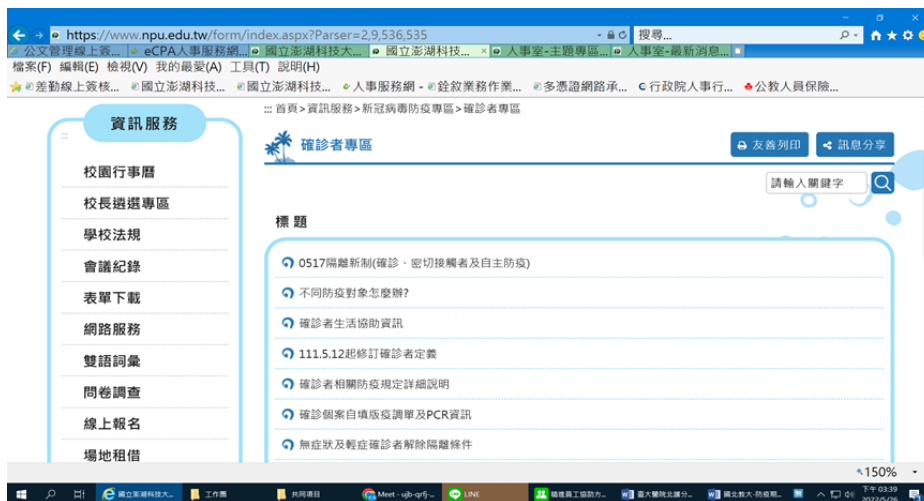 https://www.npu.edu.tw/form/index.aspx?Parser=2,9,536,535
搜尋...
公文管理線上簽... eCPA人事服務網... 國立澎湖科技大... 國立澎湖科技... × 人事室-主題專區... 人事室-最新消息...
檔案(F) 編輯(E) 檢視(V) 我的最愛(A) 工具(T) 說明(H)
差勤線上簽核... 國立澎湖科技... 國立澎湖科技... 人事服務網 - 銓敘業務作業... 多憑證網路承... 行政院人事行... 公教人員保險...
::: 首頁>資訊服務>新冠病毒防疫專區>確診者專區
資訊服務
:::
確診者專區
友善列印
訊息分享
校園行事曆
請輸入關鍵字
校長遴選專區
標題
學校法規
會議紀錄
0517隔離新制(確診、密切接觸者及自主防疫)
表單下載
不同防疫對象怎麼辦?
網路服務
確診者生活協助資訊
雙語詞彙
111.5.12起修訂確診者定義
問卷調查
確診者相關防疫規定詳細說明
線上報名
確診個案自填版疫調單及PCR資訊
場地租借
無症狀及輕症確診者解除隔離條件
150%
國立澎湖科技大... 工作圈 共同項目 Meet - ujb-qrfj-... LINE 臺大醫院北護分... 國北教大-防疫期... 下午 03:39
2022/5/26